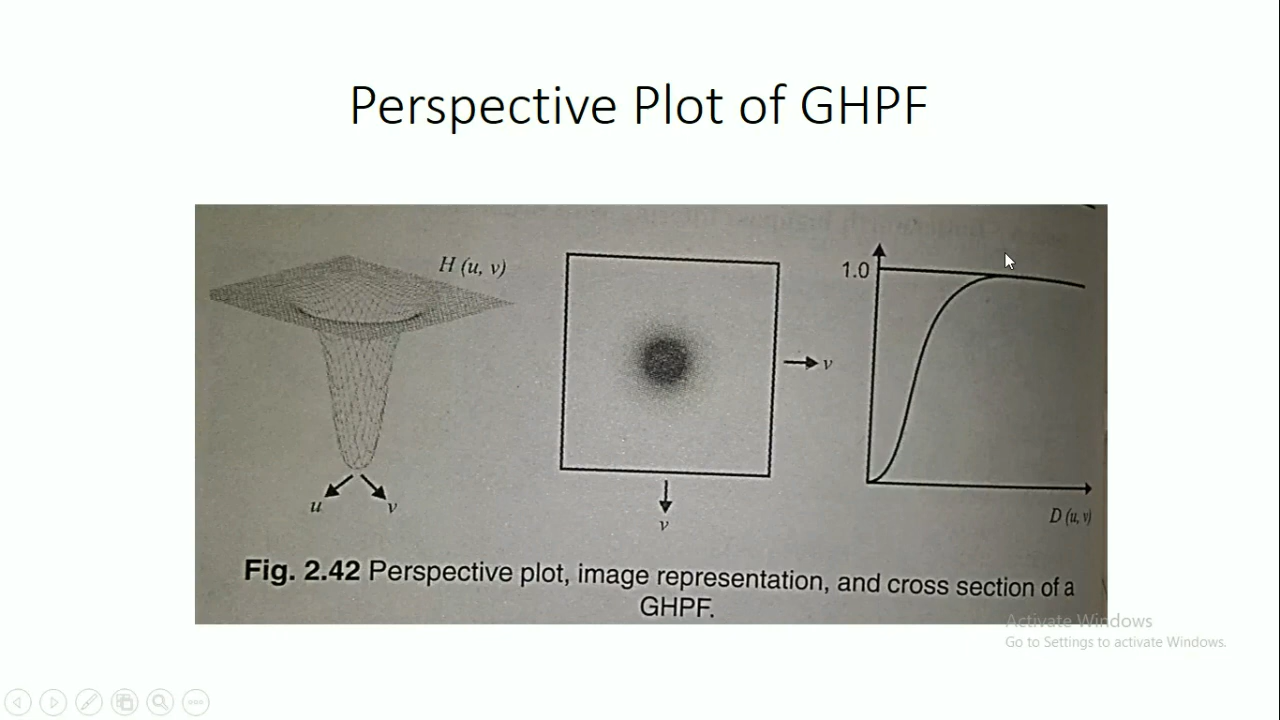 Perspective Plot of GHPF
H (u, v)
u
v
v
v
1.0
D (u, v)
Fig. 2.42 Perspective plot, image representation, and cross section of a
GHPF.
Activate Windows
Go to Settings to activate Windows.